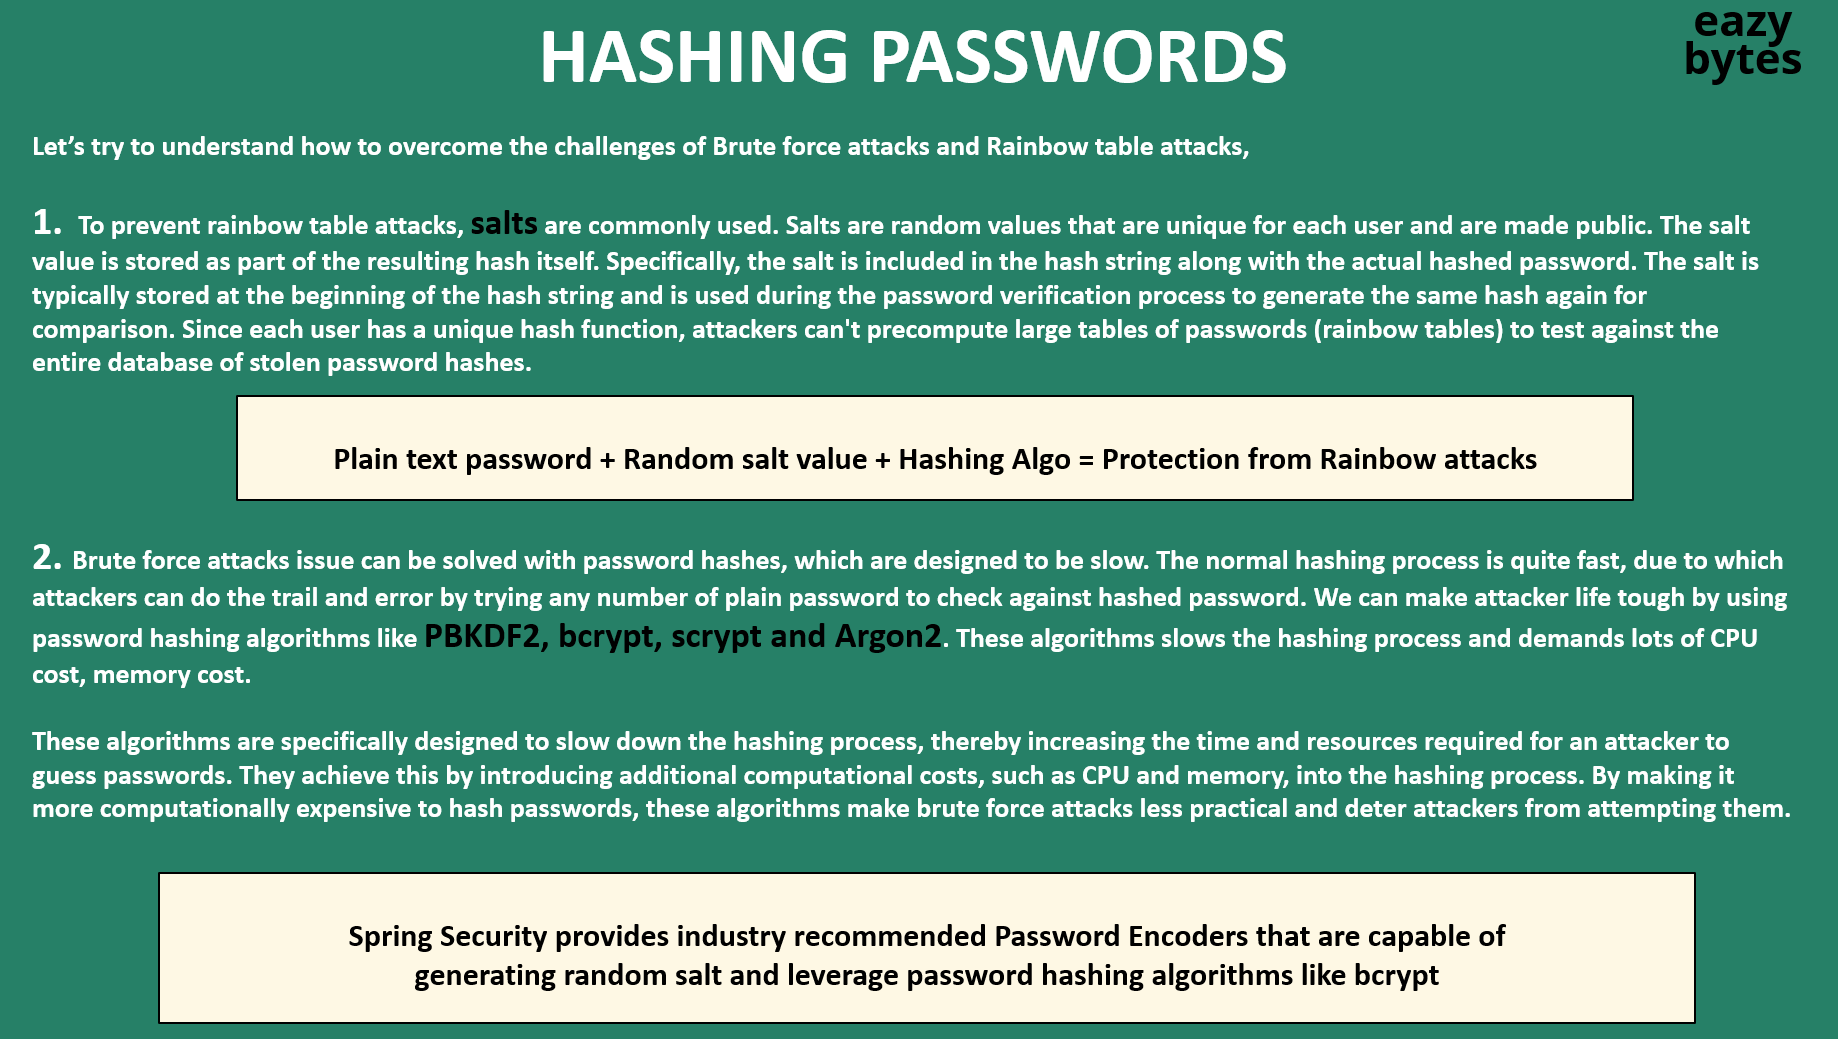 HASHING PASSWORDS
eazy
bytes
Let’s try to understand how to overcome the challenges of Brute force attacks and Rainbow table attacks,
1. To prevent rainbow table attacks, salts are commonly used. Salts are random values that are unique for each user and are made public. The salt
value is stored as part of the resulting hash itself. Specifically, the salt is included in the hash string along with the actual hashed password. The salt is
typically stored at the beginning of the hash string and is used during the password verification process to generate the same hash again for
comparison. Since each user has a unique hash function, attackers can't precompute large tables of passwords (rainbow tables) to test against the
entire database of stolen password hashes.
Plain text password + Random salt value + Hashing Algo = Protection from Rainbow attacks
2. Brute force attacks issue can be solved with password hashes, which are designed to be slow. The normal hashing process is quite fast, due to which
attackers can do the trail and error by trying any number of plain password to check against hashed password. We can make attacker life tough by using
password hashing algorithms like PBKDF2, bcrypt, scrypt and Argon2. These algorithms slows the hashing process and demands lots of CPU
cost, memory cost.
These algorithms are specifically designed to slow down the hashing process, thereby increasing the time and resources required for an attacker to
guess passwords. They achieve this by introducing additional computational costs, such as CPU and memory, into the hashing process. By making it
more computationally expensive to hash passwords, these algorithms make brute force attacks less practical and deter attackers from attempting them.
Spring Security provides industry recommended Password Encoders that are capable of
generating random salt and leverage password hashing algorithms like bcrypt